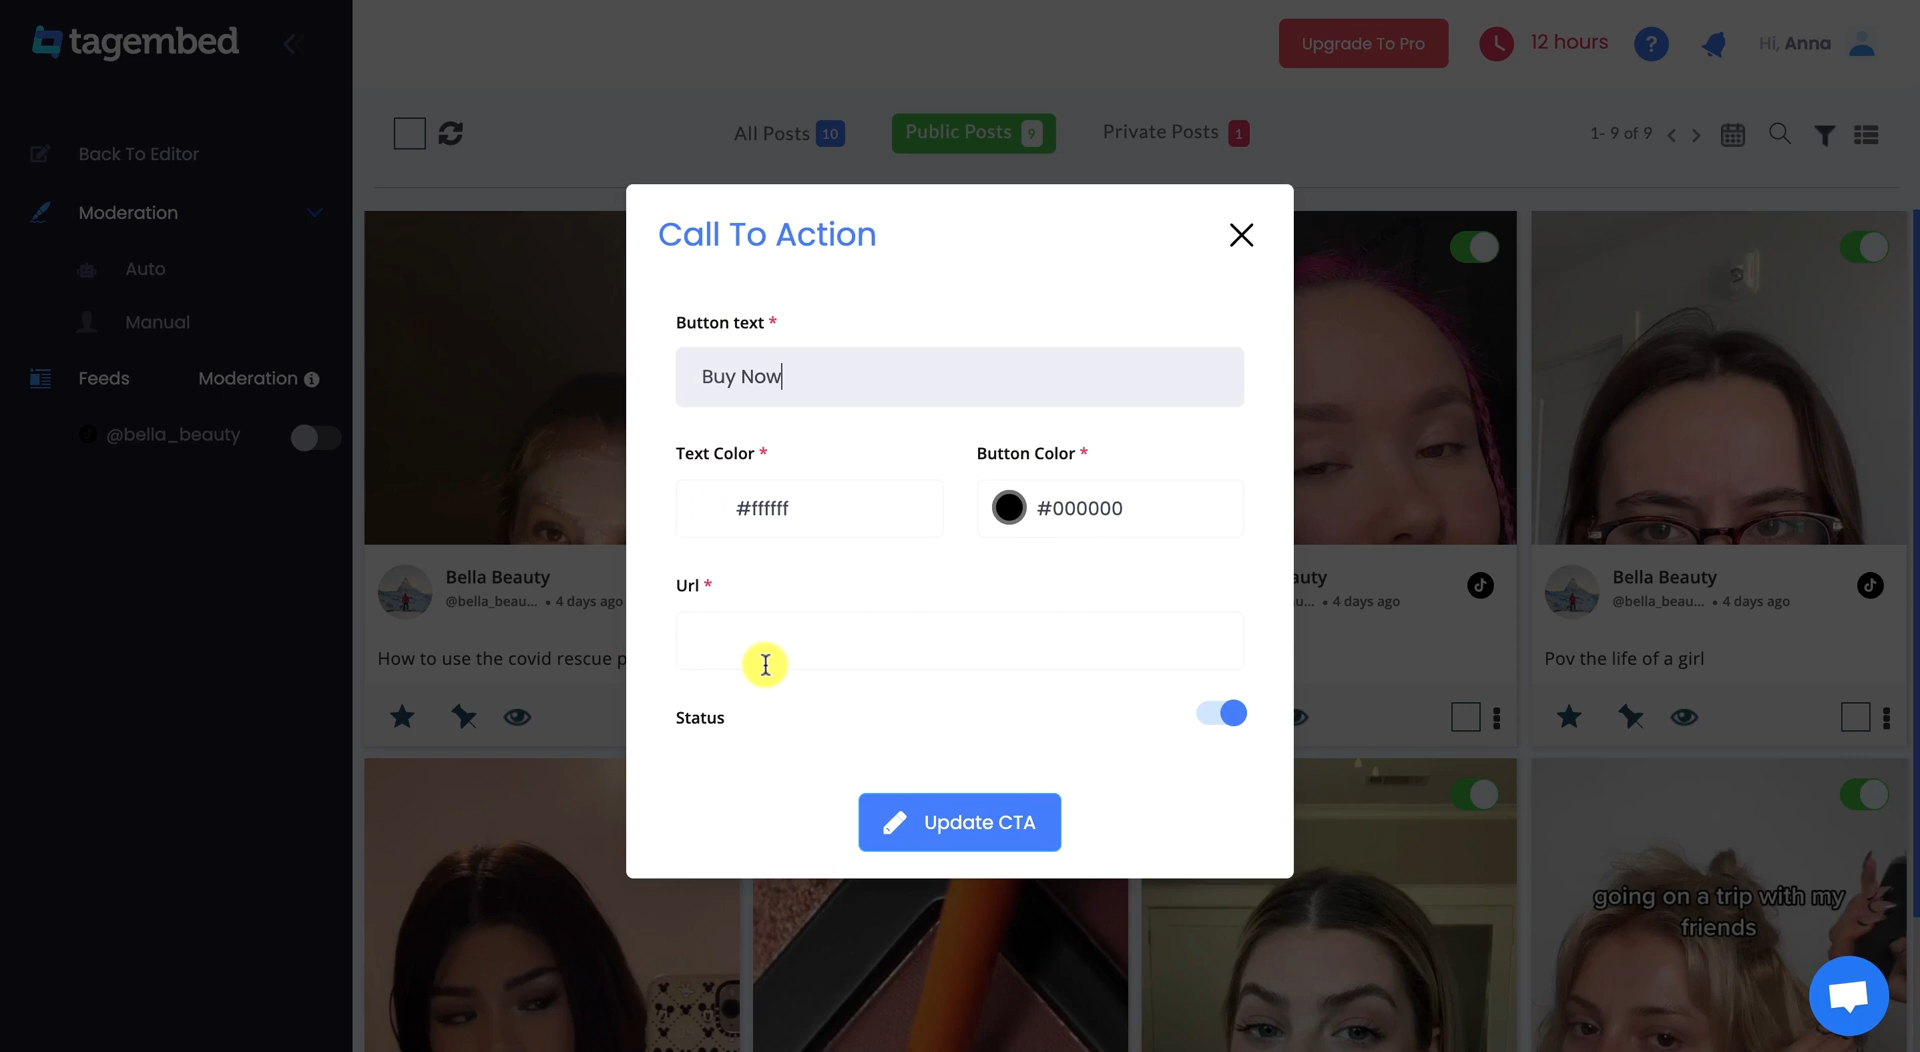 tagembed
Upgrade To Pro
12 hours
?
Hi, Anna
Back To Editor
Moderation
Auto
Manual
Feeds Moderation i
@bella_beauty
All Posts 10
Public Posts 9
Private Posts 1
1- 9 of 9
Call To Action
Button text *
Buy Now
Text Color *
Button Color *
#ffffff
#000000
Url *
Status
Update CTA
Bella Beauty
@bella_beau... • 4 days ago
How to use the covid rescue p
auty
u... • 4 days ago
Bella Beauty
@bella_beau... • 4 days ago
Pov the life of a girl
going on a trip with my
friends